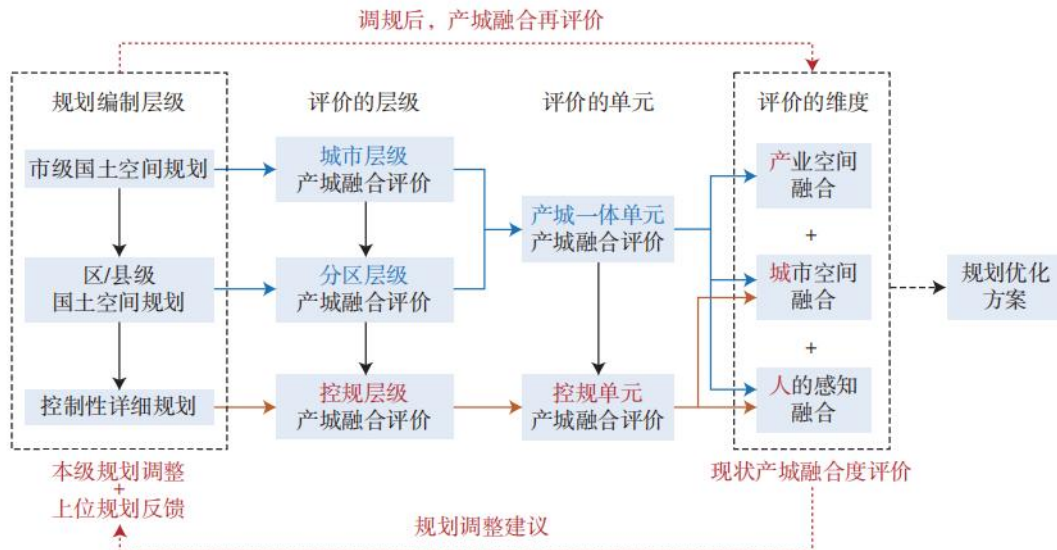 调规后，产城融合再评价
规划编制层级
评价的层级
评价的单元
评价的维度
市级国土空间规划
城市层级
产城融合评价
产业空间
融合
产城一体单元
产城融合评价
+
区/县级
国土空间规划
分区层级
产城融合评价
城市空间
融合
规划优化
方案
+
控制性详细规划
控规层级
产城融合评价
控规单元
产城融合评价
人的感知
融合
本级规划调整
+
上位规划反馈
现状产城融合度评价
规划调整建议